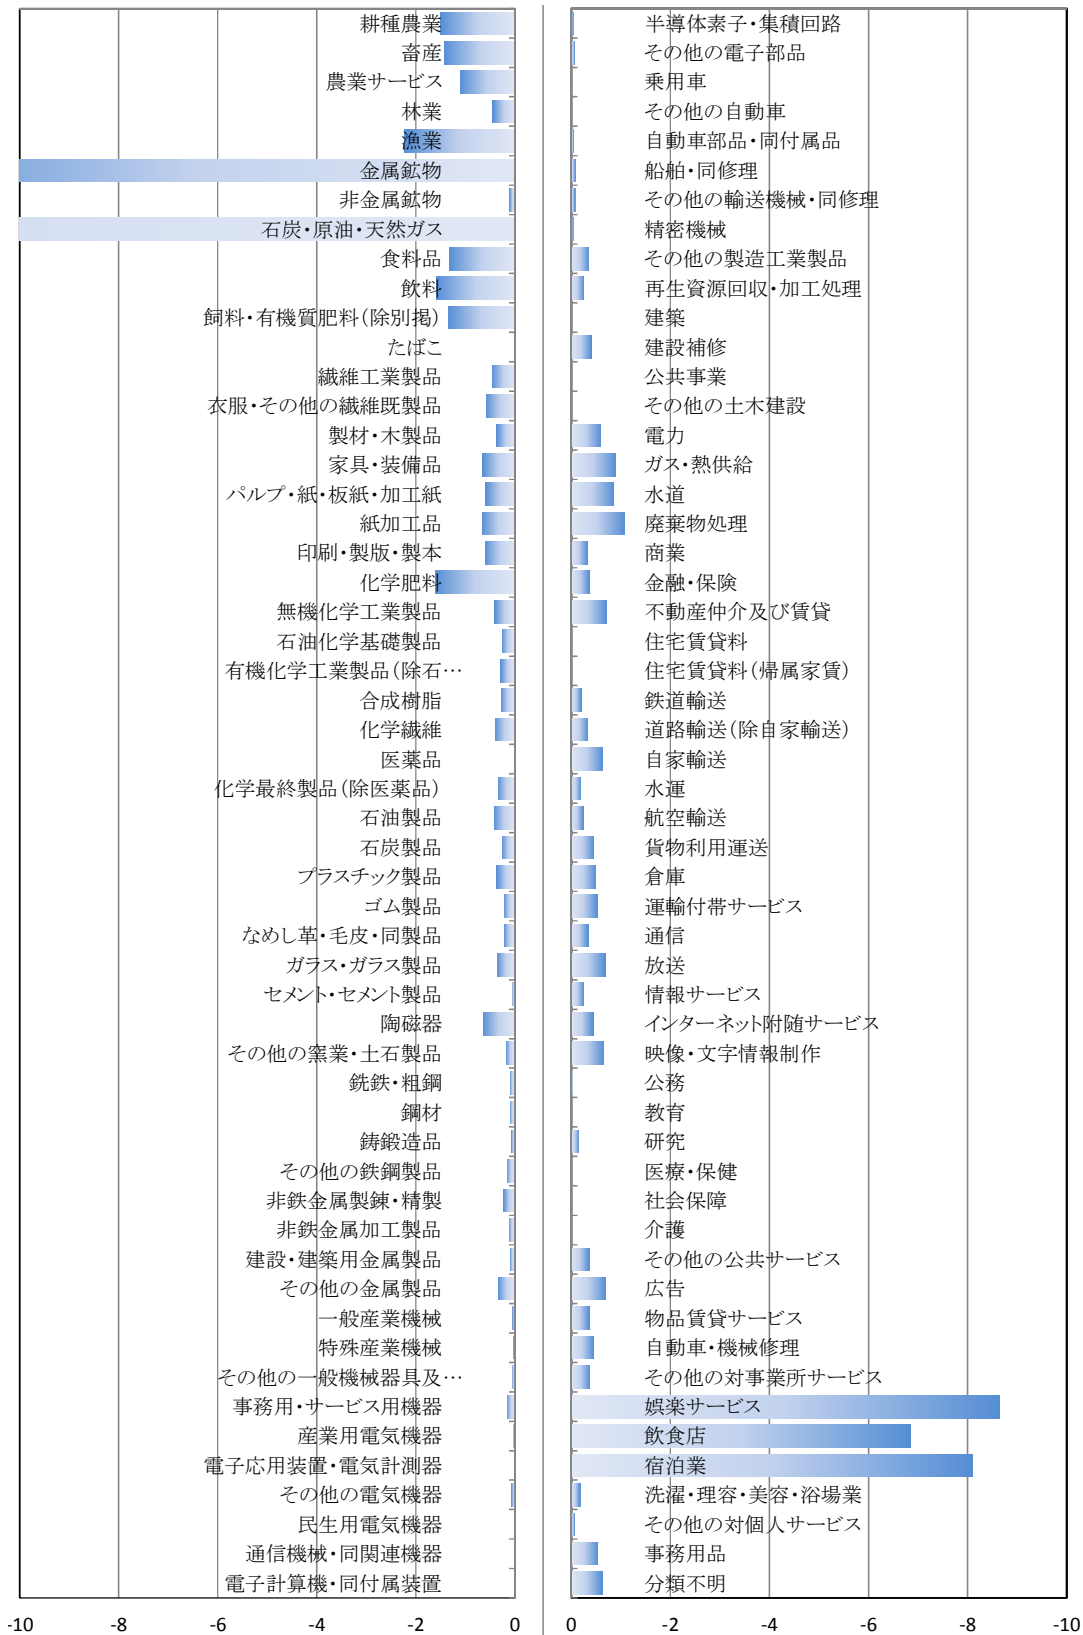 耕種農業
畜産
農業サービス
林業
漁業
金属鉱物
非金属鉱物
石炭・原油・天然ガス
食料品
飲料
飼料・有機質肥料(除別掲)
たばこ
繊維工業製品
衣服・その他の繊維既製品
製材・木製品
家具・装備品
パルプ・紙・板紙・加工紙
紙加工品
印刷・製版・製本
化学肥料
無機化学工業製品
石油化学基礎製品
有機化学工業製品(除石…
合成樹脂
化学繊維
医薬品
化学最終製品(除医薬品)
石油製品
石炭製品
プラスチック製品
ゴム製品
なめし革・毛皮・同製品
ガラス・ガラス製品
セメント・セメント製品
陶磁器
その他の窯業・土石製品
銑鉄・粗鋼
鋼材
鋳鍛造品
その他の鉄鋼製品
非鉄金属製錬・精製
非鉄金属加工製品
建設・建築用金属製品
その他の金属製品
一般産業機械
特殊産業機械
その他の一般機械器具及…
事務用・サービス用機器
産業用電気機器
電子応用装置・電気計測器
その他の電気機器
民生用電気機器
通信機械・同関連機器
電子計算機・同付属装置
-10 -8 -6 -4 -2 0
半導体素子・集積回路
その他の電子部品
乗用車
その他の自動車
自動車部品・同付属品
船舶・同修理
その他の輸送機械・同修理
精密機械
その他の製造工業製品
再生資源回収・加工処理
建築
建設補修
公共事業
その他の土木建設
電力
ガス・熱供給
水道
廃棄物処理
商業
金融・保険
不動産仲介及び賃貸
住宅賃貸料
住宅賃貸料(帰属家賃)
鉄道輸送
道路輸送(除自家輸送)
自家輸送
水運
航空輸送
貨物利用運送
倉庫
運輸付帯サービス
通信
放送
情報サービス
インターネット附随サービス
映像・文字情報制作
公務
教育
研究
医療・保健
社会保障
介護
その他の公共サービス
広告
物品賃貸サービス
自動車・機械修理
その他の対事業所サービス
娯楽サービス
飲食店
宿泊業
洗濯・理容・美容・浴場業
その他の対個人サービス
事務用品
分類不明
0 -2 -4 -6 -8 -10